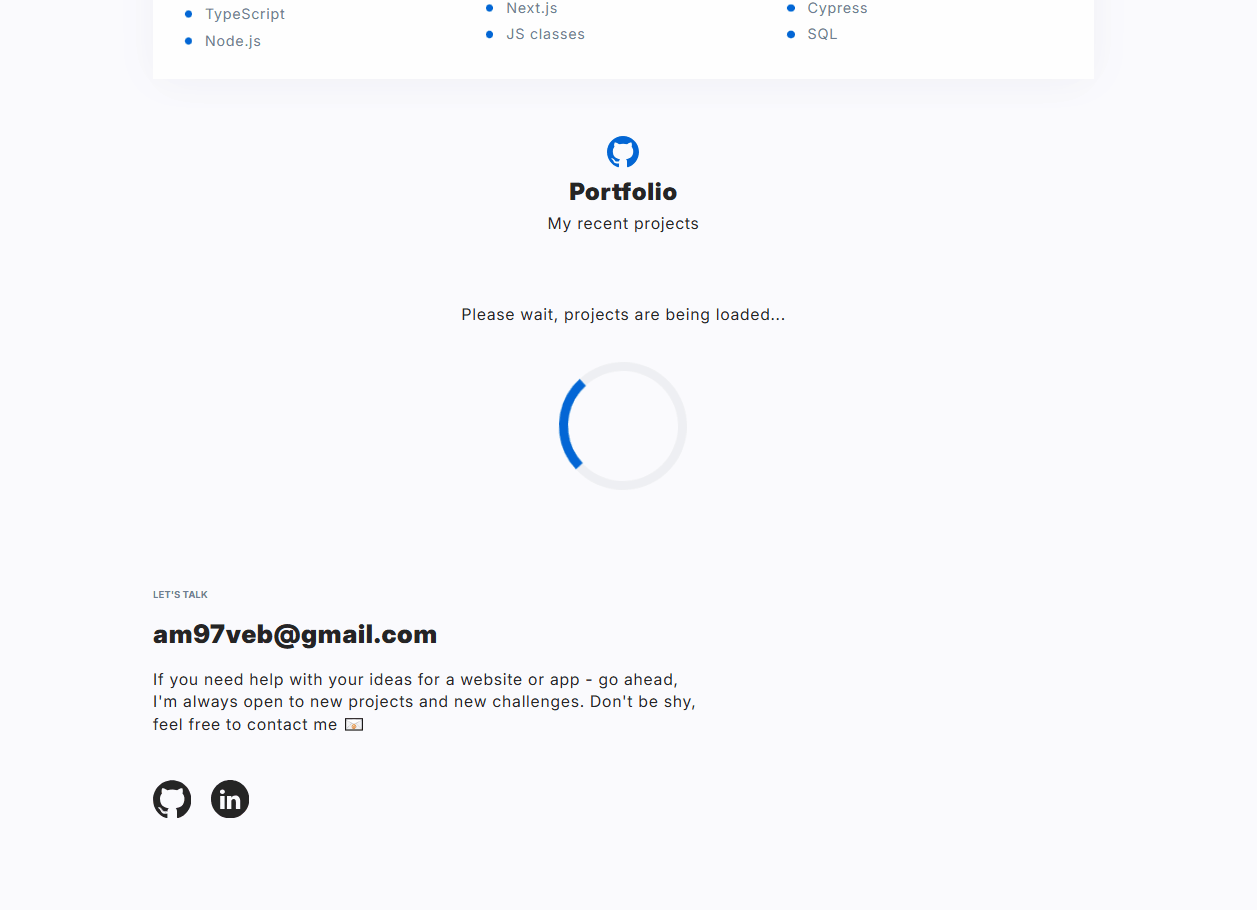 TypeScript
Node.js
Next.js
JS classes
Cypress
SQL
Portfolio
My recent projects
Please wait, projects are being loaded...
LET'S TALK
am97veb@gmail.com
If you need help with your ideas for a website or app - go ahead,
I'm always open to new projects and new challenges. Don't be shy,
feel free to contact me 📧
in